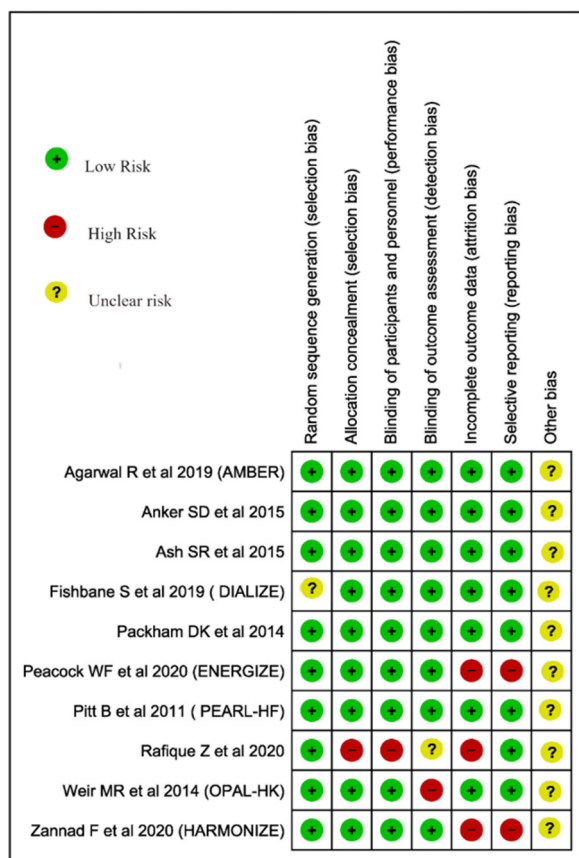 Low Risk
High Risk
Unclear risk
Random sequence generation (selection bias)
Allocation concealment (selection bias)
Blinding of participants and personnel (performance bias)
Blinding of outcome assessment (detection bias)
Incomplete outcome data (attrition bias)
Selective reporting (reporting bias)
Other bias
Agarwal R et al 2019 (AMBER) + + + + + + ?
Anker SD et al 2015 + + + + + + ?
Ash SR et al 2015 + + + + + + ?
Fishbane S et al 2019 ( DIALIZE) ? + + + + + ?
Packham DK et al 2014 + + + + + + ?
Peacock WF et al 2020 (ENERGIZE) + + + + - - ?
Pitt B et al 2011 ( PEARL-HF) + + + + + + ?
Rafique Z et al 2020 + - - ? - + ?
Weir MR et al 2014 (OPAL-HK) + + + - + + ?
Zannad F et al 2020 (HARMONIZE) + + + + - - ?